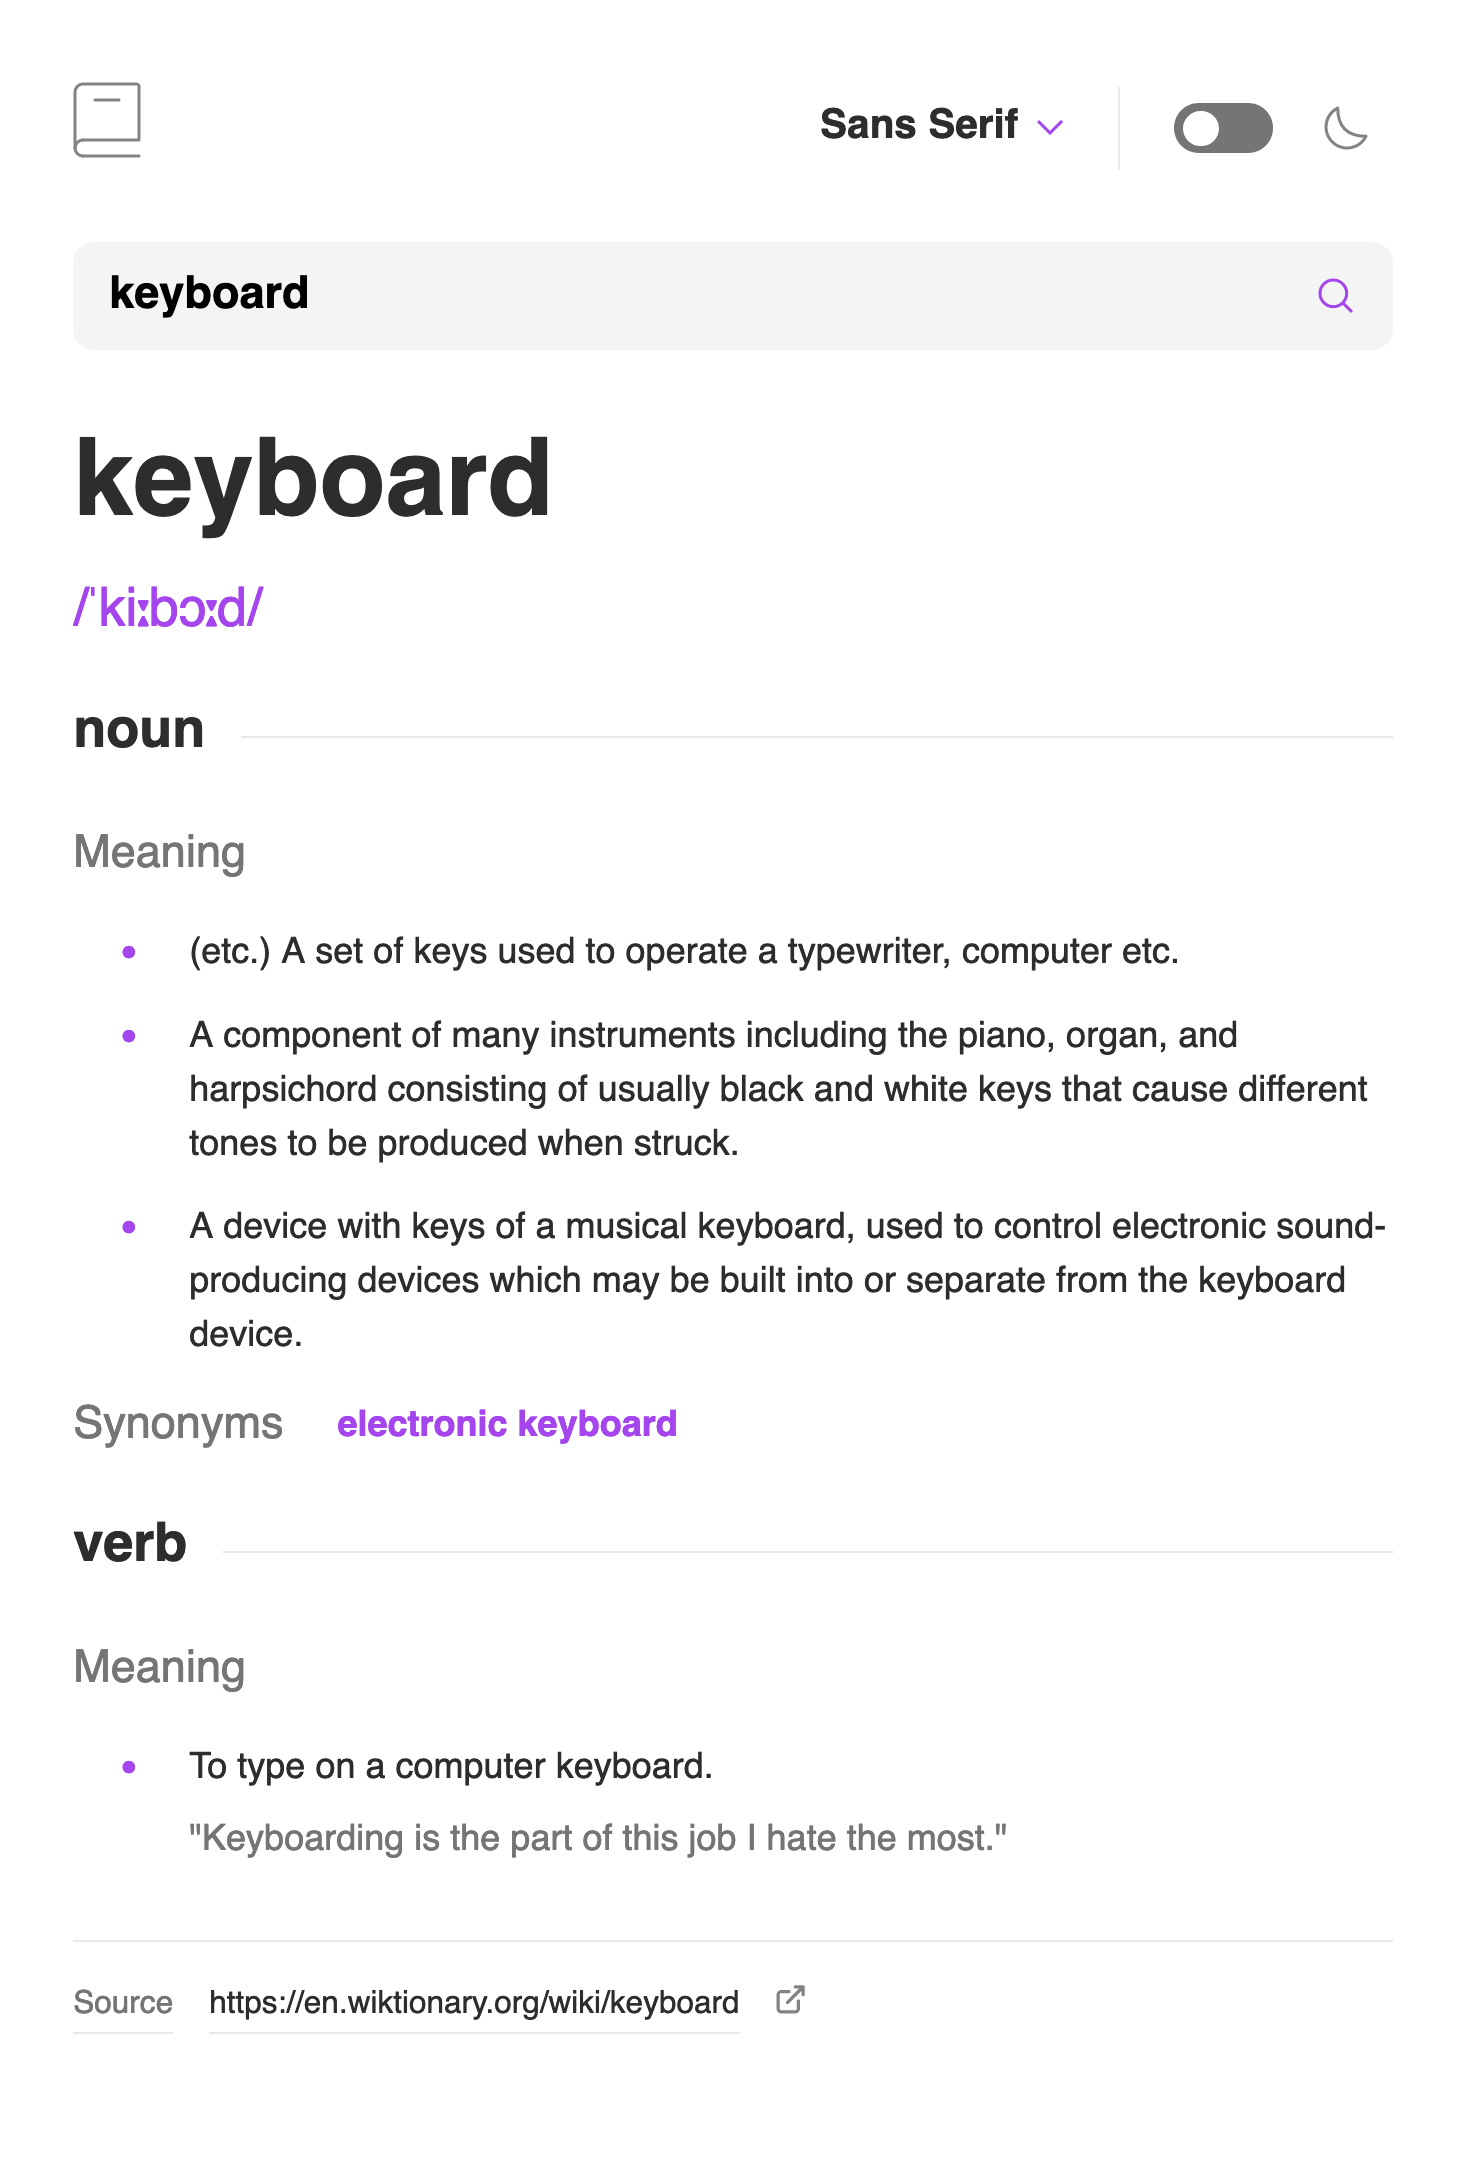 Sans Serif
keyboard
keyboard
/ˈkiːbɔːd/
noun
Meaning
(etc.) A set of keys used to operate a typewriter, computer etc.
A component of many instruments including the piano, organ, and
harpsichord consisting of usually black and white keys that cause different
tones to be produced when struck.
A device with keys of a musical keyboard, used to control electronic sound-
producing devices which may be built into or separate from the keyboard
device.
Synonyms electronic keyboard
verb
Meaning
To type on a computer keyboard.
"Keyboarding is the part of this job I hate the most."
Source https://en.wiktionary.org/wiki/keyboard